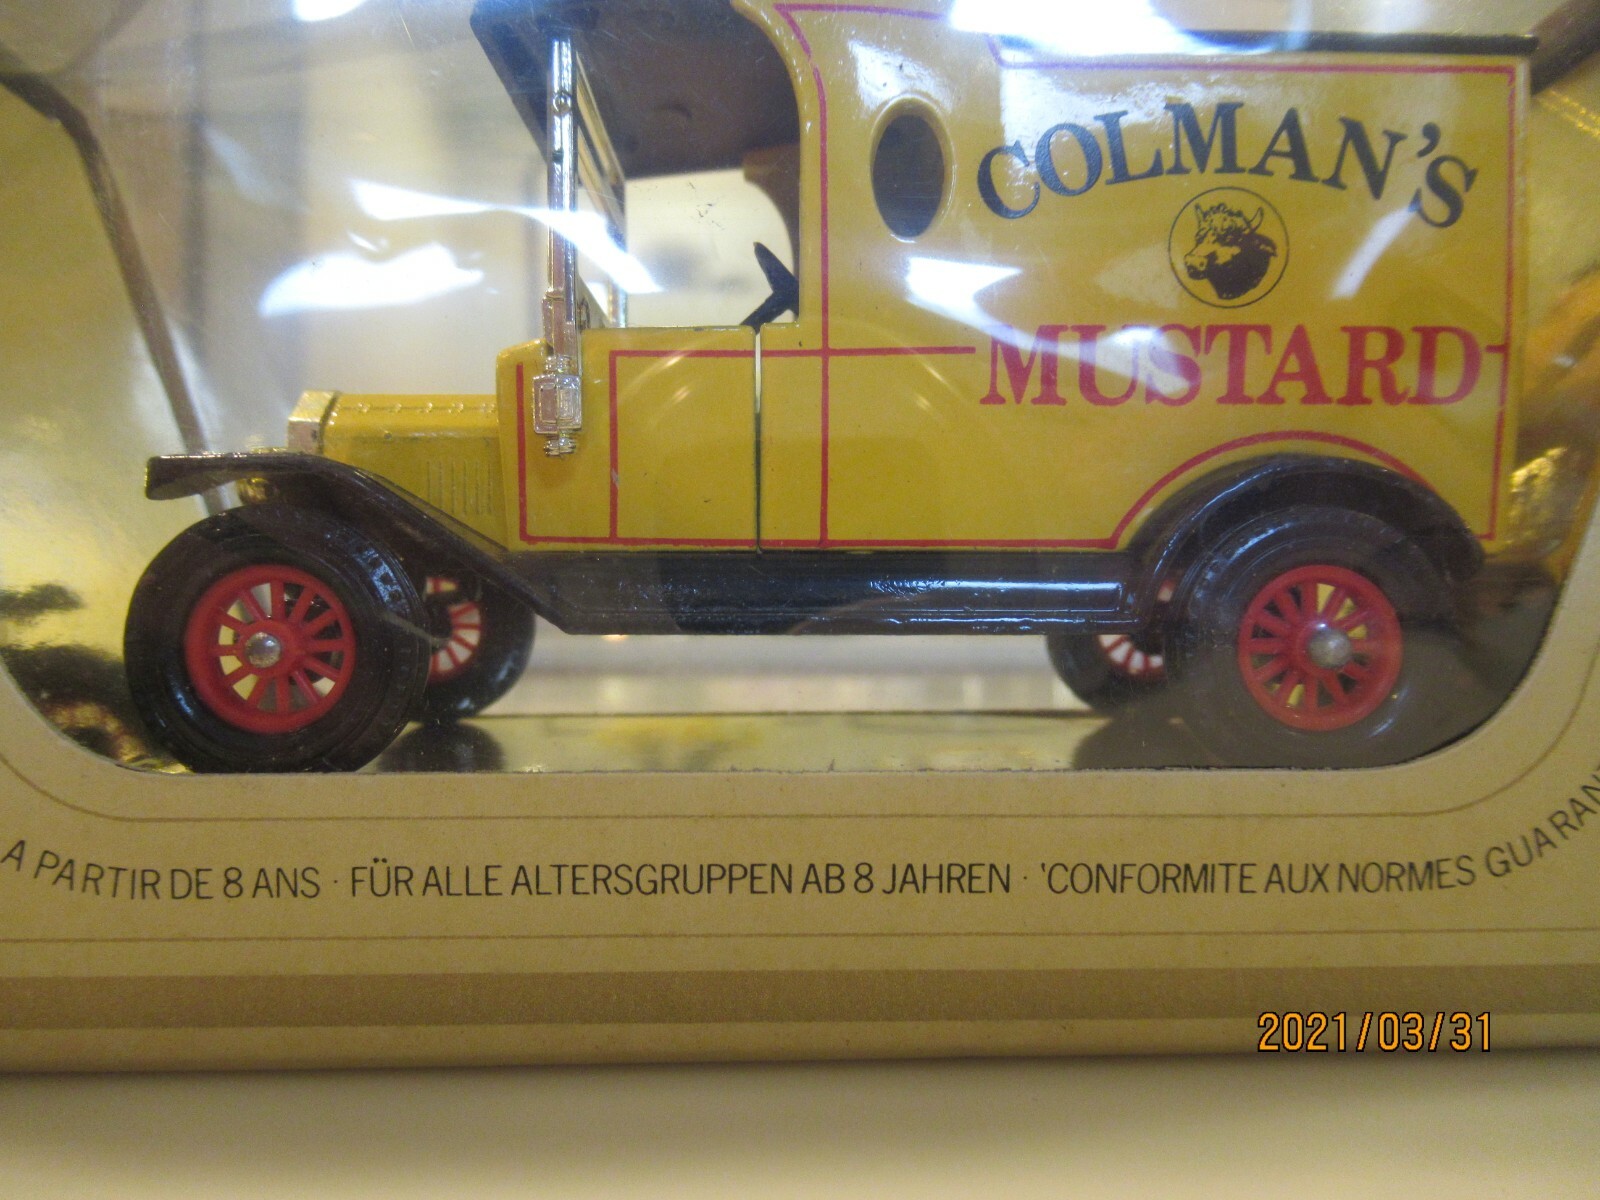 COLMAN'S
MUSTARD
A PARTIR DE 8 ANS · FÜR ALLE ALTERSGRUPPEN AB 8 JAHREN · 'CONFORMITE AUX NORMES
2021/03/31